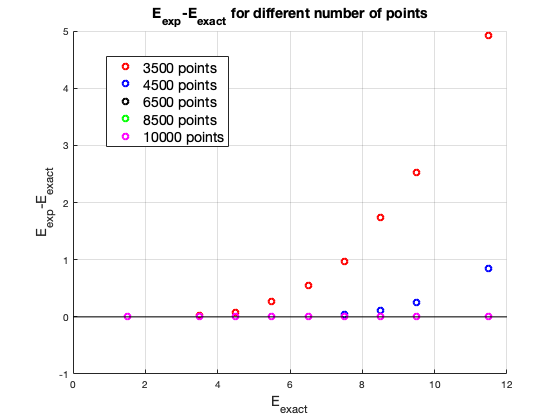 E_exp-E_exact for different number of points
5
4
3
2
1
0
-1
3500 points
4500 points
6500 points
8500 points
10000 points
E_exp-E_exact
0 2 4 6 8 10 12
E_exact